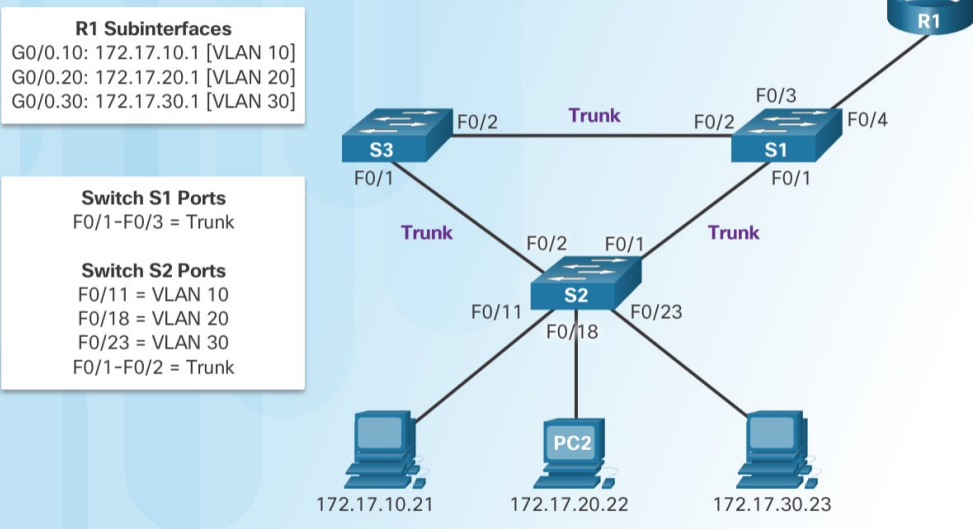 R1 Subinterfaces
G0/0.10: 172.17.10.1 [VLAN 10]
G0/0.20: 172.17.20.1 [VLAN 20]
G0/0.30: 172.17.30.1 [VLAN 30]
Switch S1 Ports
F0/1-F0/3 = Trunk
Switch S2 Ports
F0/11 = VLAN 10
F0/18 = VLAN 20
F0/23 = VLAN 30
F0/1-F0/2 = Trunk
R1
F0/3
F0/2 Trunk F0/2 F0/4
S3 S1
F0/1 F0/1
Trunk F0/2 F0/1 Trunk
S2
F0/11 F0/23
F0/18
PC2
172.17.10.21 172.17.20.22 172.17.30.23